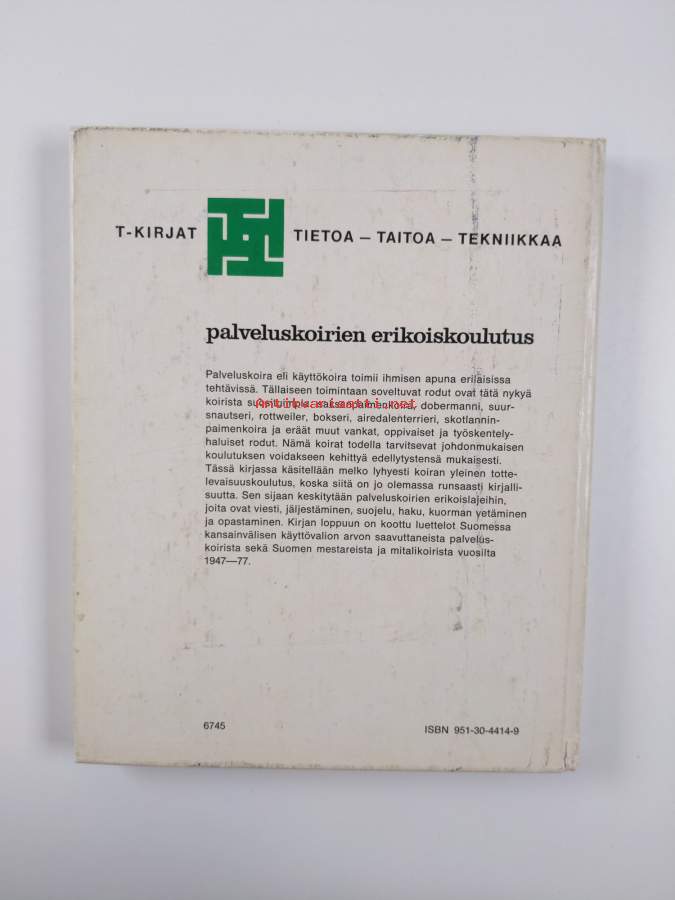 T-KIRJAT TIETOA – TAITOA – TEKNIIKKAA
palveluskoirien erikoiskoulutus
Palveluskoira eli käyttökoira toimii ihmisen apuna erilaisissa
tehtävissä. Tällaiseen toimintaan soveltuvat rodut ovat tätä nykyä
koirista suosituimpia: saksanpaimenkoira, dobermanni, suur-
Antikvariaatti.net
snautseri, rottweiler, bokseri, airedalenterrieri, skotlannin-
paimenkoira ja eräät muut vankat, oppivaiset ja työskentely-
haluiset rodut. Nämä koirat todella tarvitsevat johdonmukaisen
koulutuksen voidakseen kehittyä edellytystensä mukaisesti.
Tässä kirjassa käsitellään melko lyhyesti koiran yleinen totte-
levaisuuskoulutus, koska siitä on jo olemassa runsaasti kirjalli-
suutta. Sen sijaan keskitytään palveluskoirien erikoislajeihin,
joita ovat viesti, jäljestäminen, suojelu, haku, kuorman vetäminen
ja opastaminen. Kirjan loppuun on koottu luettelot Suomessa
kansainvälisen käyttövalion arvon saavuttaneista palvelus-
koirista sekä Suomen mestareista ja mitalikoirista vuosilta
1947—77.
6745 ISBN 951-30-4414-9